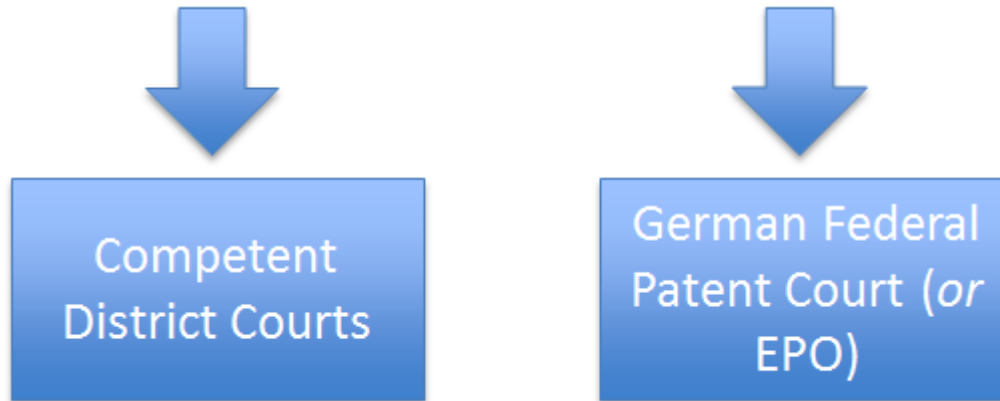 Competent
District Courts
German Federal
Patent Court (or
EPO)